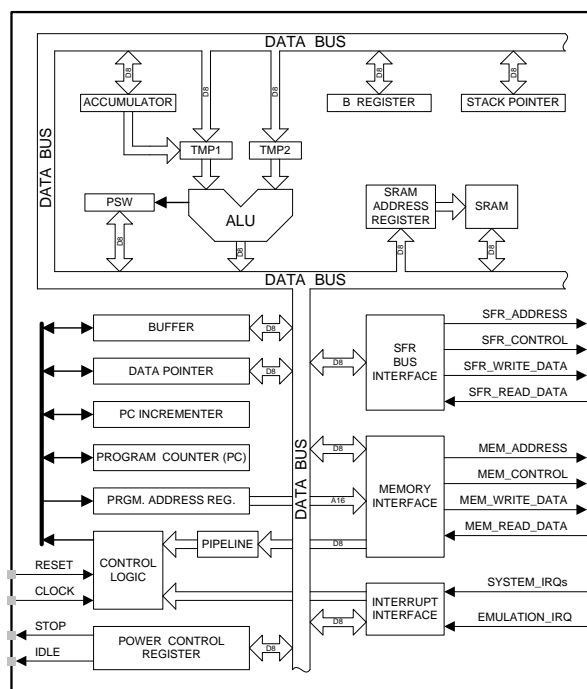 DATA BUS
D8
D8
D8
D8
D8
ACCUMULATOR
B REGISTER
STACK POINTER
DATA BUS
TMP1
TMP2
PSW
ALU
SRAM
ADDRESS
REGISTER
SRAM
D8
D8
D8
D8
DATA BUS
BUFFER
D8
DATA POINTER
D8
PC INCREMENTER
PROGRAM COUNTER (PC)
PRGM. ADDRESS REG.
A16
DATA BUS
D8
SFR
BUS
INTERFACE
SFR_ADDRESS
SFR_CONTROL
SFR_WRITE_DATA
SFR_READ_DATA
D8
MEMORY
INTERFACE
MEM_ADDRESS
MEM_CONTROL
MEM_WRITE_DATA
MEM_READ_DATA
RESET
CLOCK
CONTROL
LOGIC
PIPELINE
D8
INTERRUPT
INTERFACE
SYSTEM_IRQs
EMULATION_IRQ
D8
STOP
IDLE
POWER CONTROL
REGISTER
D8